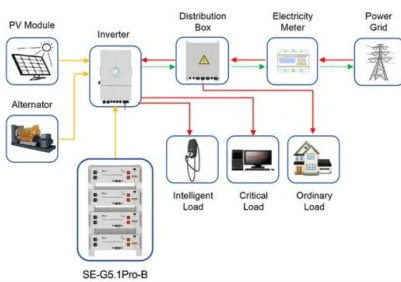 PV Module
Inverter
Distribution
Box
Electricity
Meter
Power
Grid
Alternator
Intelligent
Load
Critical
Load
Ordinary
Load
SE-G5.1Pro-B